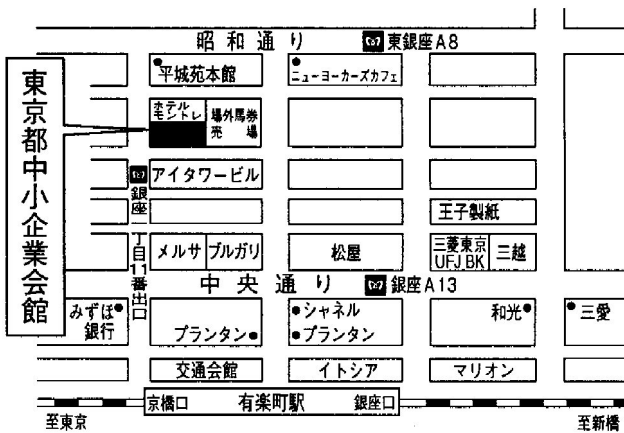 昭和通り
東銀座A8
平城苑本館
ニューヨーカーズカフェ
東京都中小企業会館
ホテル
モントレ
場外馬券
売場
アイタワービル
銀座一丁目11番出口
王子製紙
メルサ
ブルガリ
松屋
三菱東京
UFJ BK
三越
中央通り
銀座A13
みずほ
銀行
プランタン
シャネル
プランタン
和光
三愛
交通会館
イトシア
マリオン
京橋口
有楽町駅
銀座口
至東京
至新橋